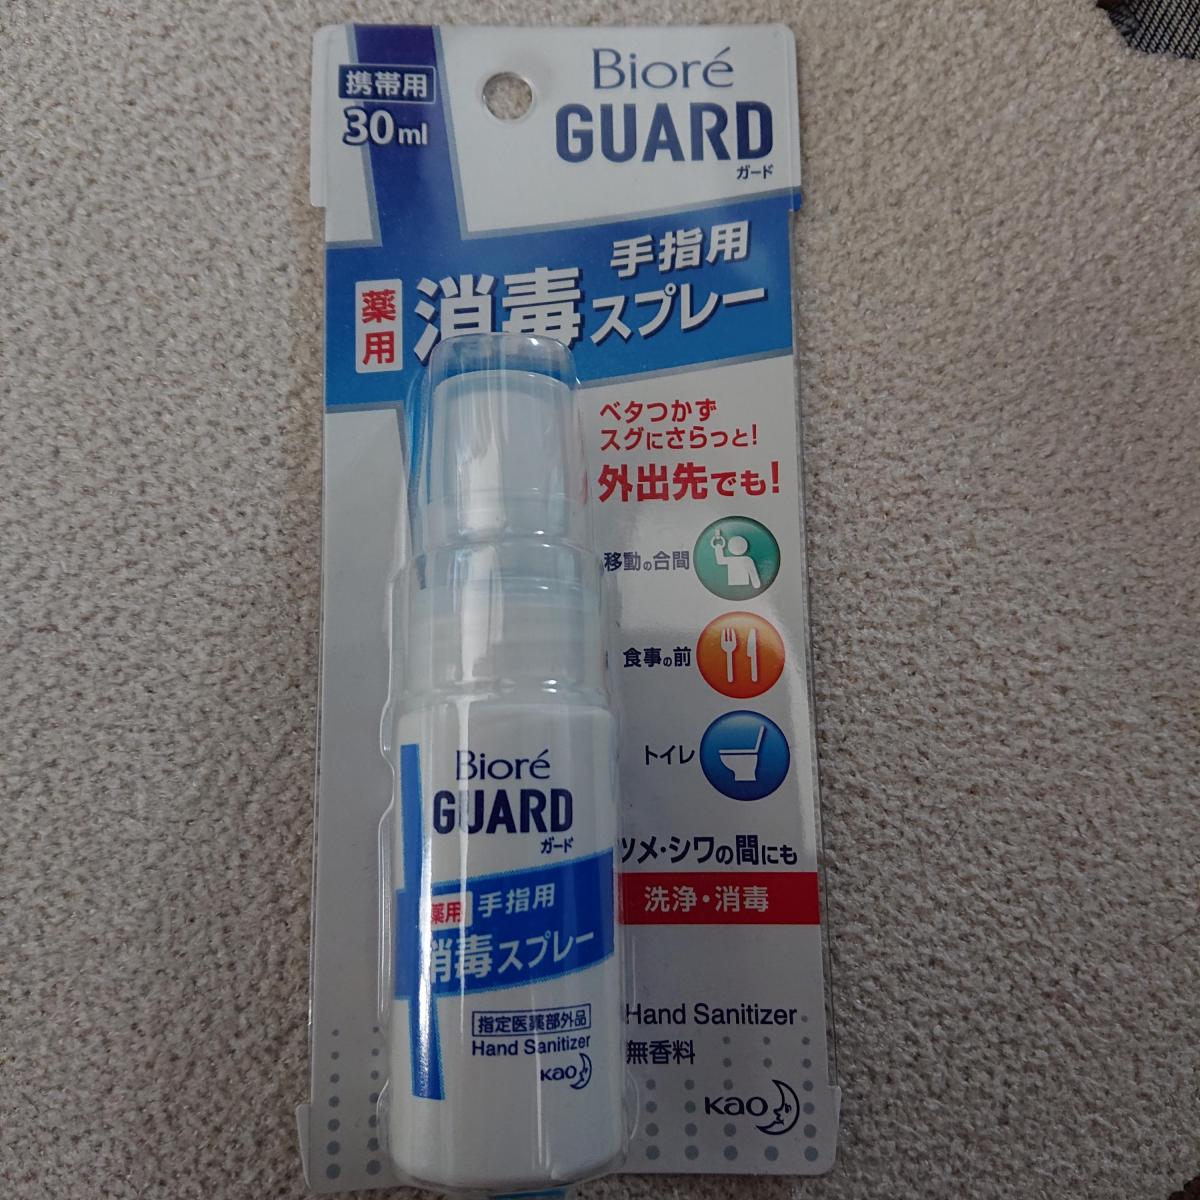 携帯用
30ml
Bioré
GUARD
ガード
手指用
薬用
消毒スプレー
ベタつかず
スグにさらっと!
外出先でも!
移動の合間
食事の前
トイレ
ツメ・シワの間にも
洗浄・消毒
Hand Sanitizer
無香料
Kao
Bioré
GUARD
ガード
薬用 手指用
消毒スプレー
指定医薬部外品
Hand Sanitizer
Kao